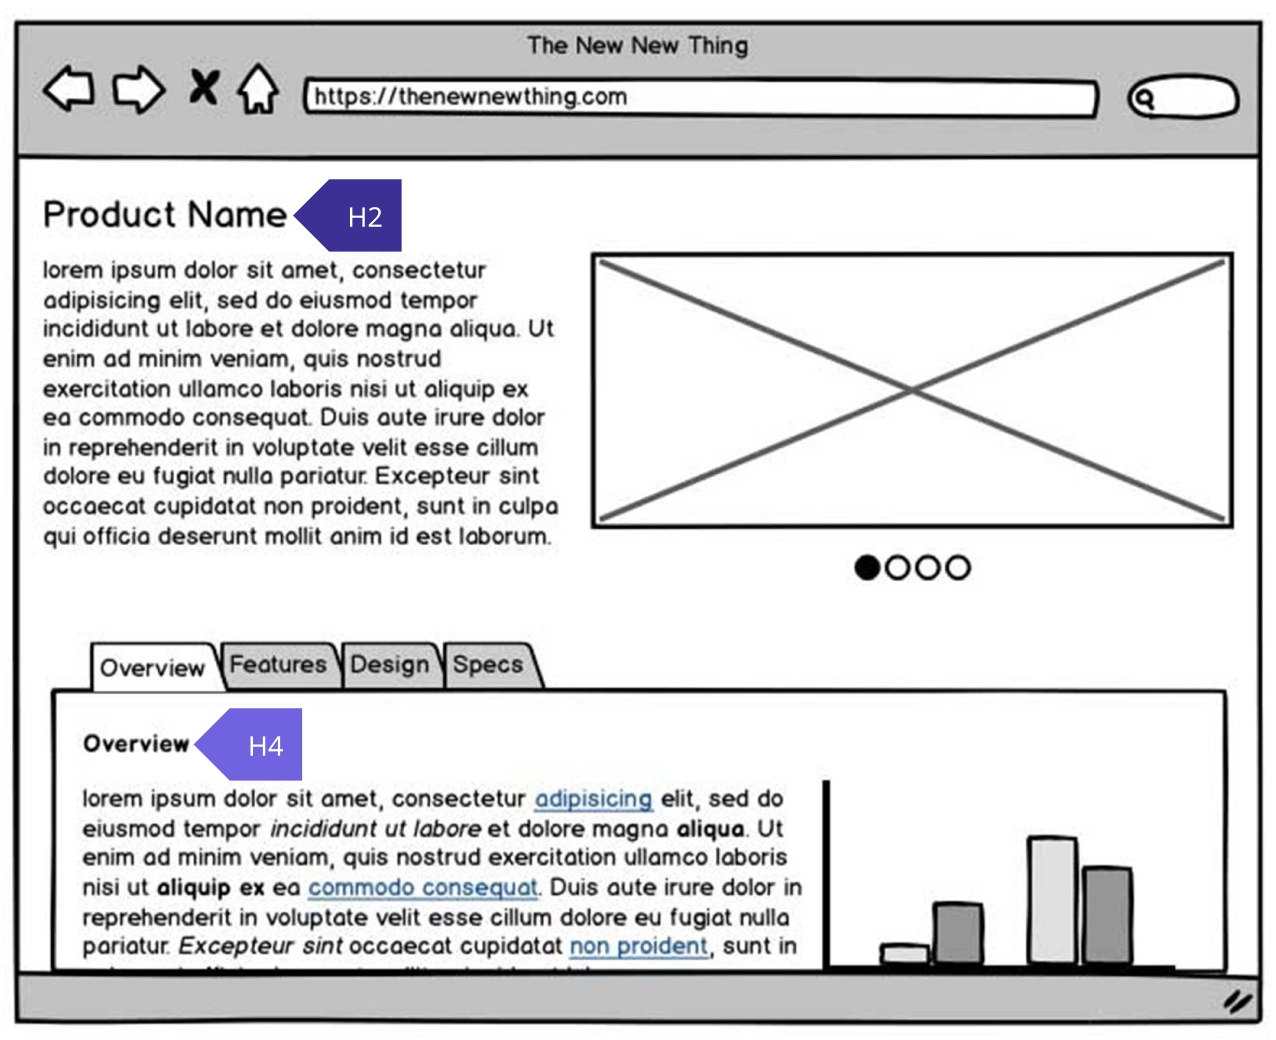 The New New Thing
https://thenewnewthing.com
Product Name
H2
lorem ipsum dolor sit amet, consectetur
adipisicing elit, sed do eiusmod tempor
incididunt ut labore et dolore magna aliqua. Ut
enim ad minim veniam, quis nostrud
exercitation ullamco laboris nisi ut aliquip ex
ea commodo consequat. Duis aute irure dolor
in reprehenderit in voluptate velit esse cillum
dolore eu fugiat nulla pariatur. Excepteur sint
occaecat cupidatat non proident, sunt in culpa
qui officia deserunt mollit anim id est laborum.
Overview
Features
Design
Specs
Overview
H4
lorem ipsum dolor sit amet, consectetur adipisicing elit, sed do
eiusmod tempor incididunt ut labore et dolore magna aliqua. Ut
enim ad minim veniam, quis nostrud exercitation ullamco laboris
nisi ut aliquip ex ea commodo consequat. Duis aute irure dolor in
reprehenderit in voluptate velit esse cillum dolore eu fugiat nulla
pariatur. Excepteur sint occaecat cupidatat non proident, sunt in